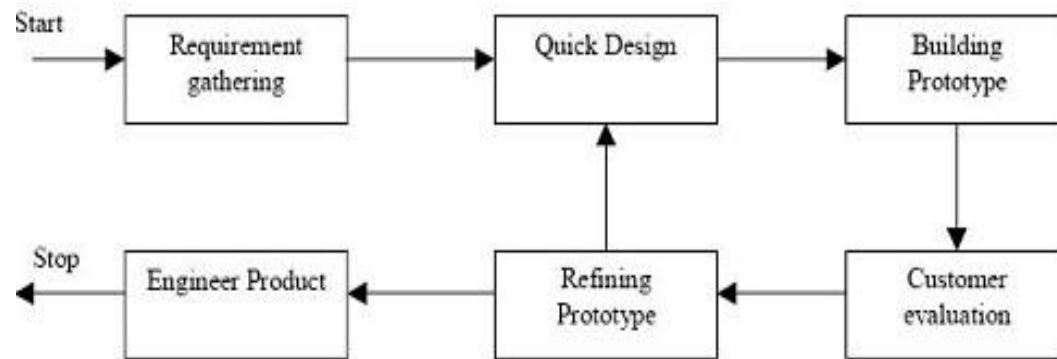 Start
Requirement
gathering
Quick Design
Building
Prototype
Stop
Engineer Product
Refining
Prototype
Customer
evaluation